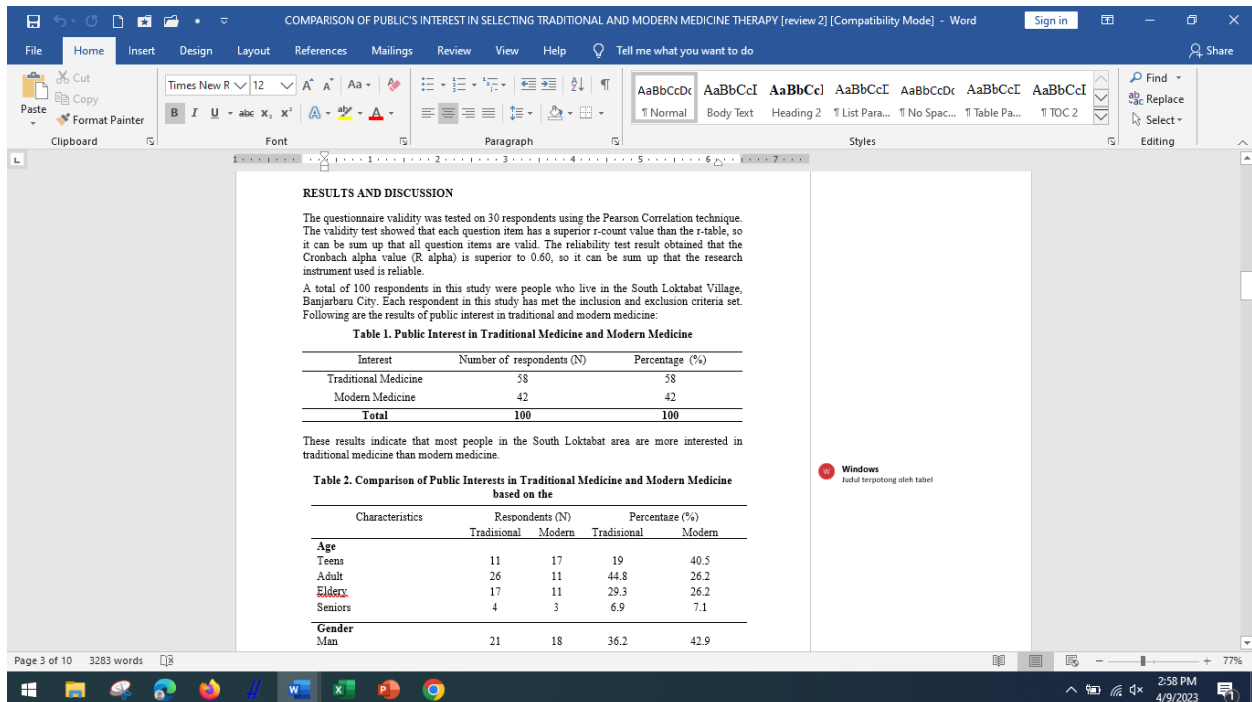 COMPARISON OF PUBLIC'S INTEREST IN SELECTING TRADITIONAL AND MODERN MEDICINE THERAPY [review 2] [Compatibility Mode] - Word
Sign in
File Home Insert Design Layout References Mailings Review View Help Tell me what you want to do Share
Paste
Cut
Copy
Format Painter
Clipboard
Times New R 12
Font
Paragraph
AaBbCcDc AaBbCcI AaBbCcl AaBbCcI AaBbCcDc AaBbCcI AaBbCcI
¶ Normal Body Text Heading 2 ¶ List Para... ¶ No Spac... ¶ Table Pa... ¶ TOC 2
Styles
Find
Replace
Select
Editing
1 1 2 3 4 5 6 7
RESULTS AND DISCUSSION
The questionnaire validity was tested on 30 respondents using the Pearson Correlation technique.
The validity test showed that each question item has a superior r-count value than the r-table, so
it can be sum up that all question items are valid. The reliability test result obtained that the
Cronbach alpha value (R alpha) is superior to 0.60, so it can be sum up that the research
instrument used is reliable.
A total of 100 respondents in this study were people who live in the South Loktabat Village,
Banjarbaru City. Each respondent in this study has met the inclusion and exclusion criteria set.
Following are the results of public interest in traditional and modern medicine:
Table 1. Public Interest in Traditional Medicine and Modern Medicine
Interest Number of respondents (N) Percentage (%)
Traditional Medicine 58 58
Modern Medicine 42 42
Total 100 100
These results indicate that most people in the South Loktabat area are more interested in
traditional medicine than modern medicine.
Table 2. Comparison of Public Interests in Traditional Medicine and Modern Medicine
based on the
W Windows
Judul terpotong oleh tabel
Characteristics Respondents (N) Percentage (%)
Tradisional Modern Tradisional Modern
Age
Teens 11 17 19 40.5
Adult 26 11 44.8 26.2
Eldery 17 11 29.3 26.2
Seniors 4 3 6.9 7.1
Gender
Man 21 18 36.2 42.9
Page 3 of 10 3283 words
77%
2:58 PM
4/9/2023